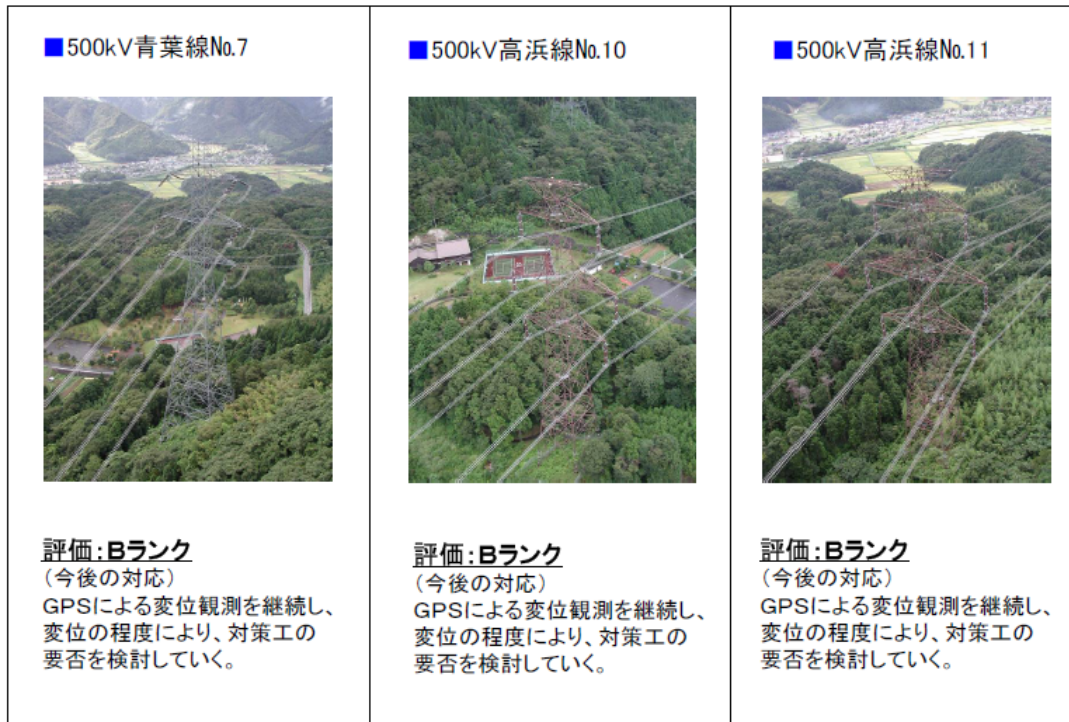 ■500kV青葉線№7
■500kV高浜線№10
■500kV高浜線№11
評価：Bランク
（今後の対応）
GPSによる変位観測を継続し、
変位の程度により、対策工の
要否を検討していく。
評価：Bランク
（今後の対応）
GPSによる変位観測を継続し、
変位の程度により、対策工の
要否を検討していく。
評価：Bランク
（今後の対応）
GPSによる変位観測を継続し、
変位の程度により、対策工の
要否を検討していく。